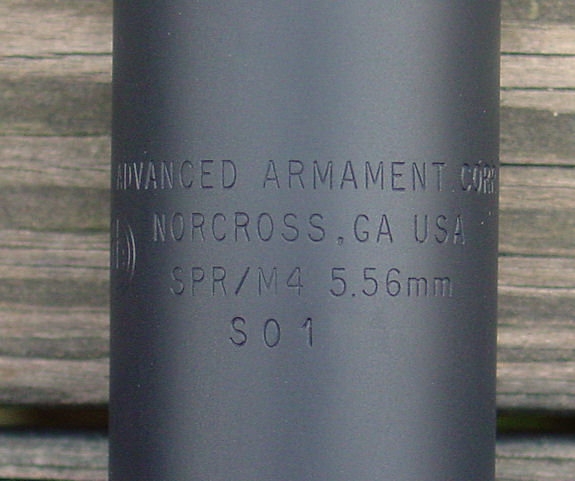 ADVANCED ARMAMENT CORP
NORCROSS, GA USA
SPR/M4 5.56mm
S01